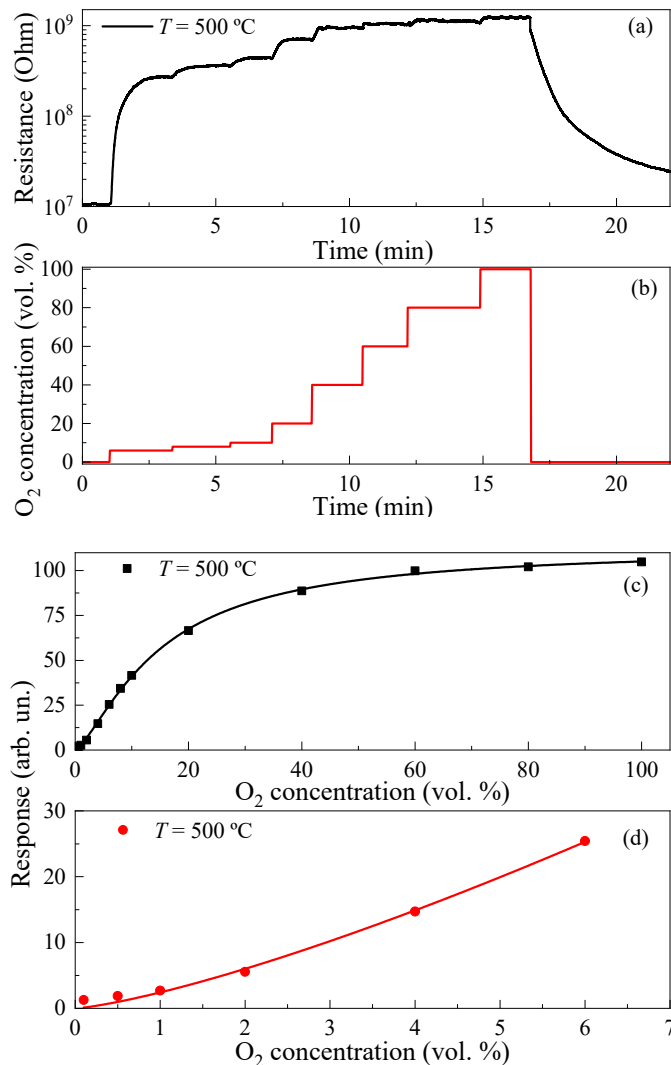 T = 500 ºC
(a)
Resistance (Ohm)
10⁹
10⁸
10⁷
0 5 10 15 20
Time (min)
(b)
O₂ concentration (vol. %)
100
80
60
40
20
0
0 5 10 15 20
Time (min)
T = 500 ºC
(c)
Response (arb. un.)
100
75
50
25
0
0 20 40 60 80 100
O₂ concentration (vol. %)
T = 500 ºC
(d)
30
20
10
0
0 1 2 3 4 5 6 7
O₂ concentration (vol. %)